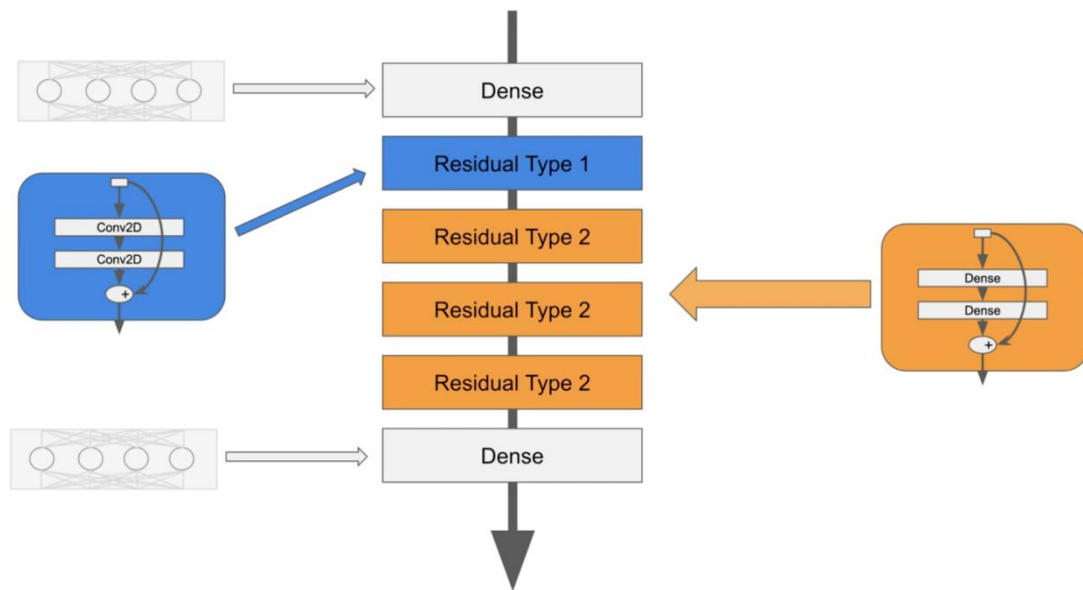 Dense
Residual Type 1
Conv2D
Conv2D
+
Residual Type 2
Residual Type 2
Dense
Dense
+
Residual Type 2
Dense